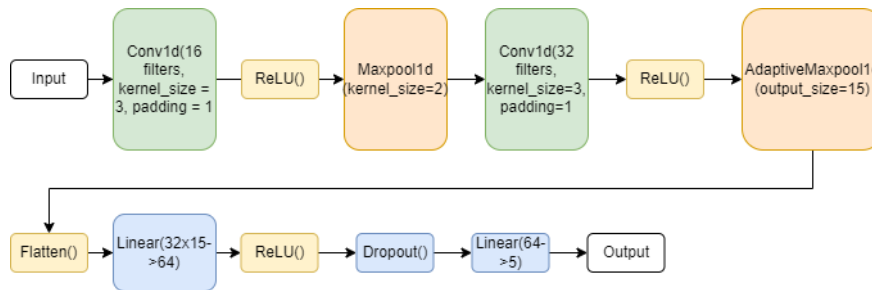 Input
Conv1d(16
filters,
kernel_size =
3, padding = 1
ReLU()
Maxpool1d
(kernel_size=2)
Conv1d(32
filters,
kernel_size=3,
padding=1
ReLU()
AdaptiveMaxpool1d
(output_size=15)
Flatten()
Linear(32x15-
>64)
ReLU()
Dropout()
Linear(64-
>5)
Output